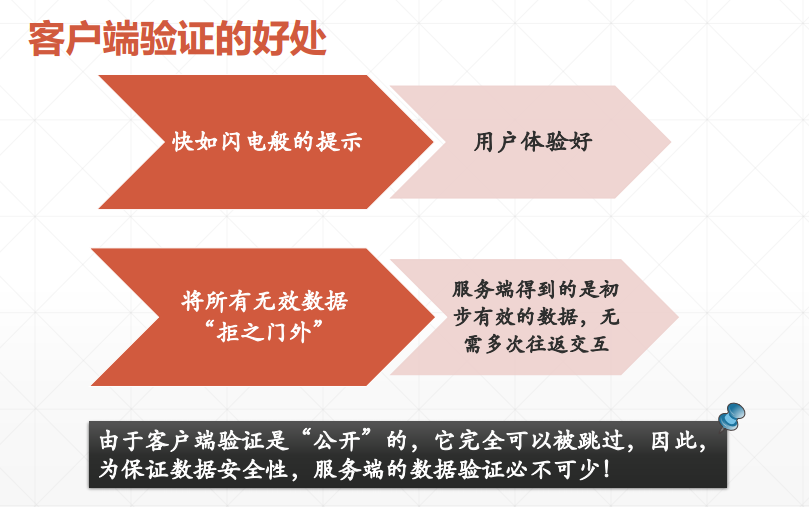 客户端验证的好处
快如闪电般的提示
用户体验好
将所有无效数据
“拒之门外”
服务端得到的是初
步有效的数据，无
需多次往返交互
由于客户端验证是“公开”的，它完全可以被跳过，因此，
为保证数据安全性，服务端的数据验证必不可少！